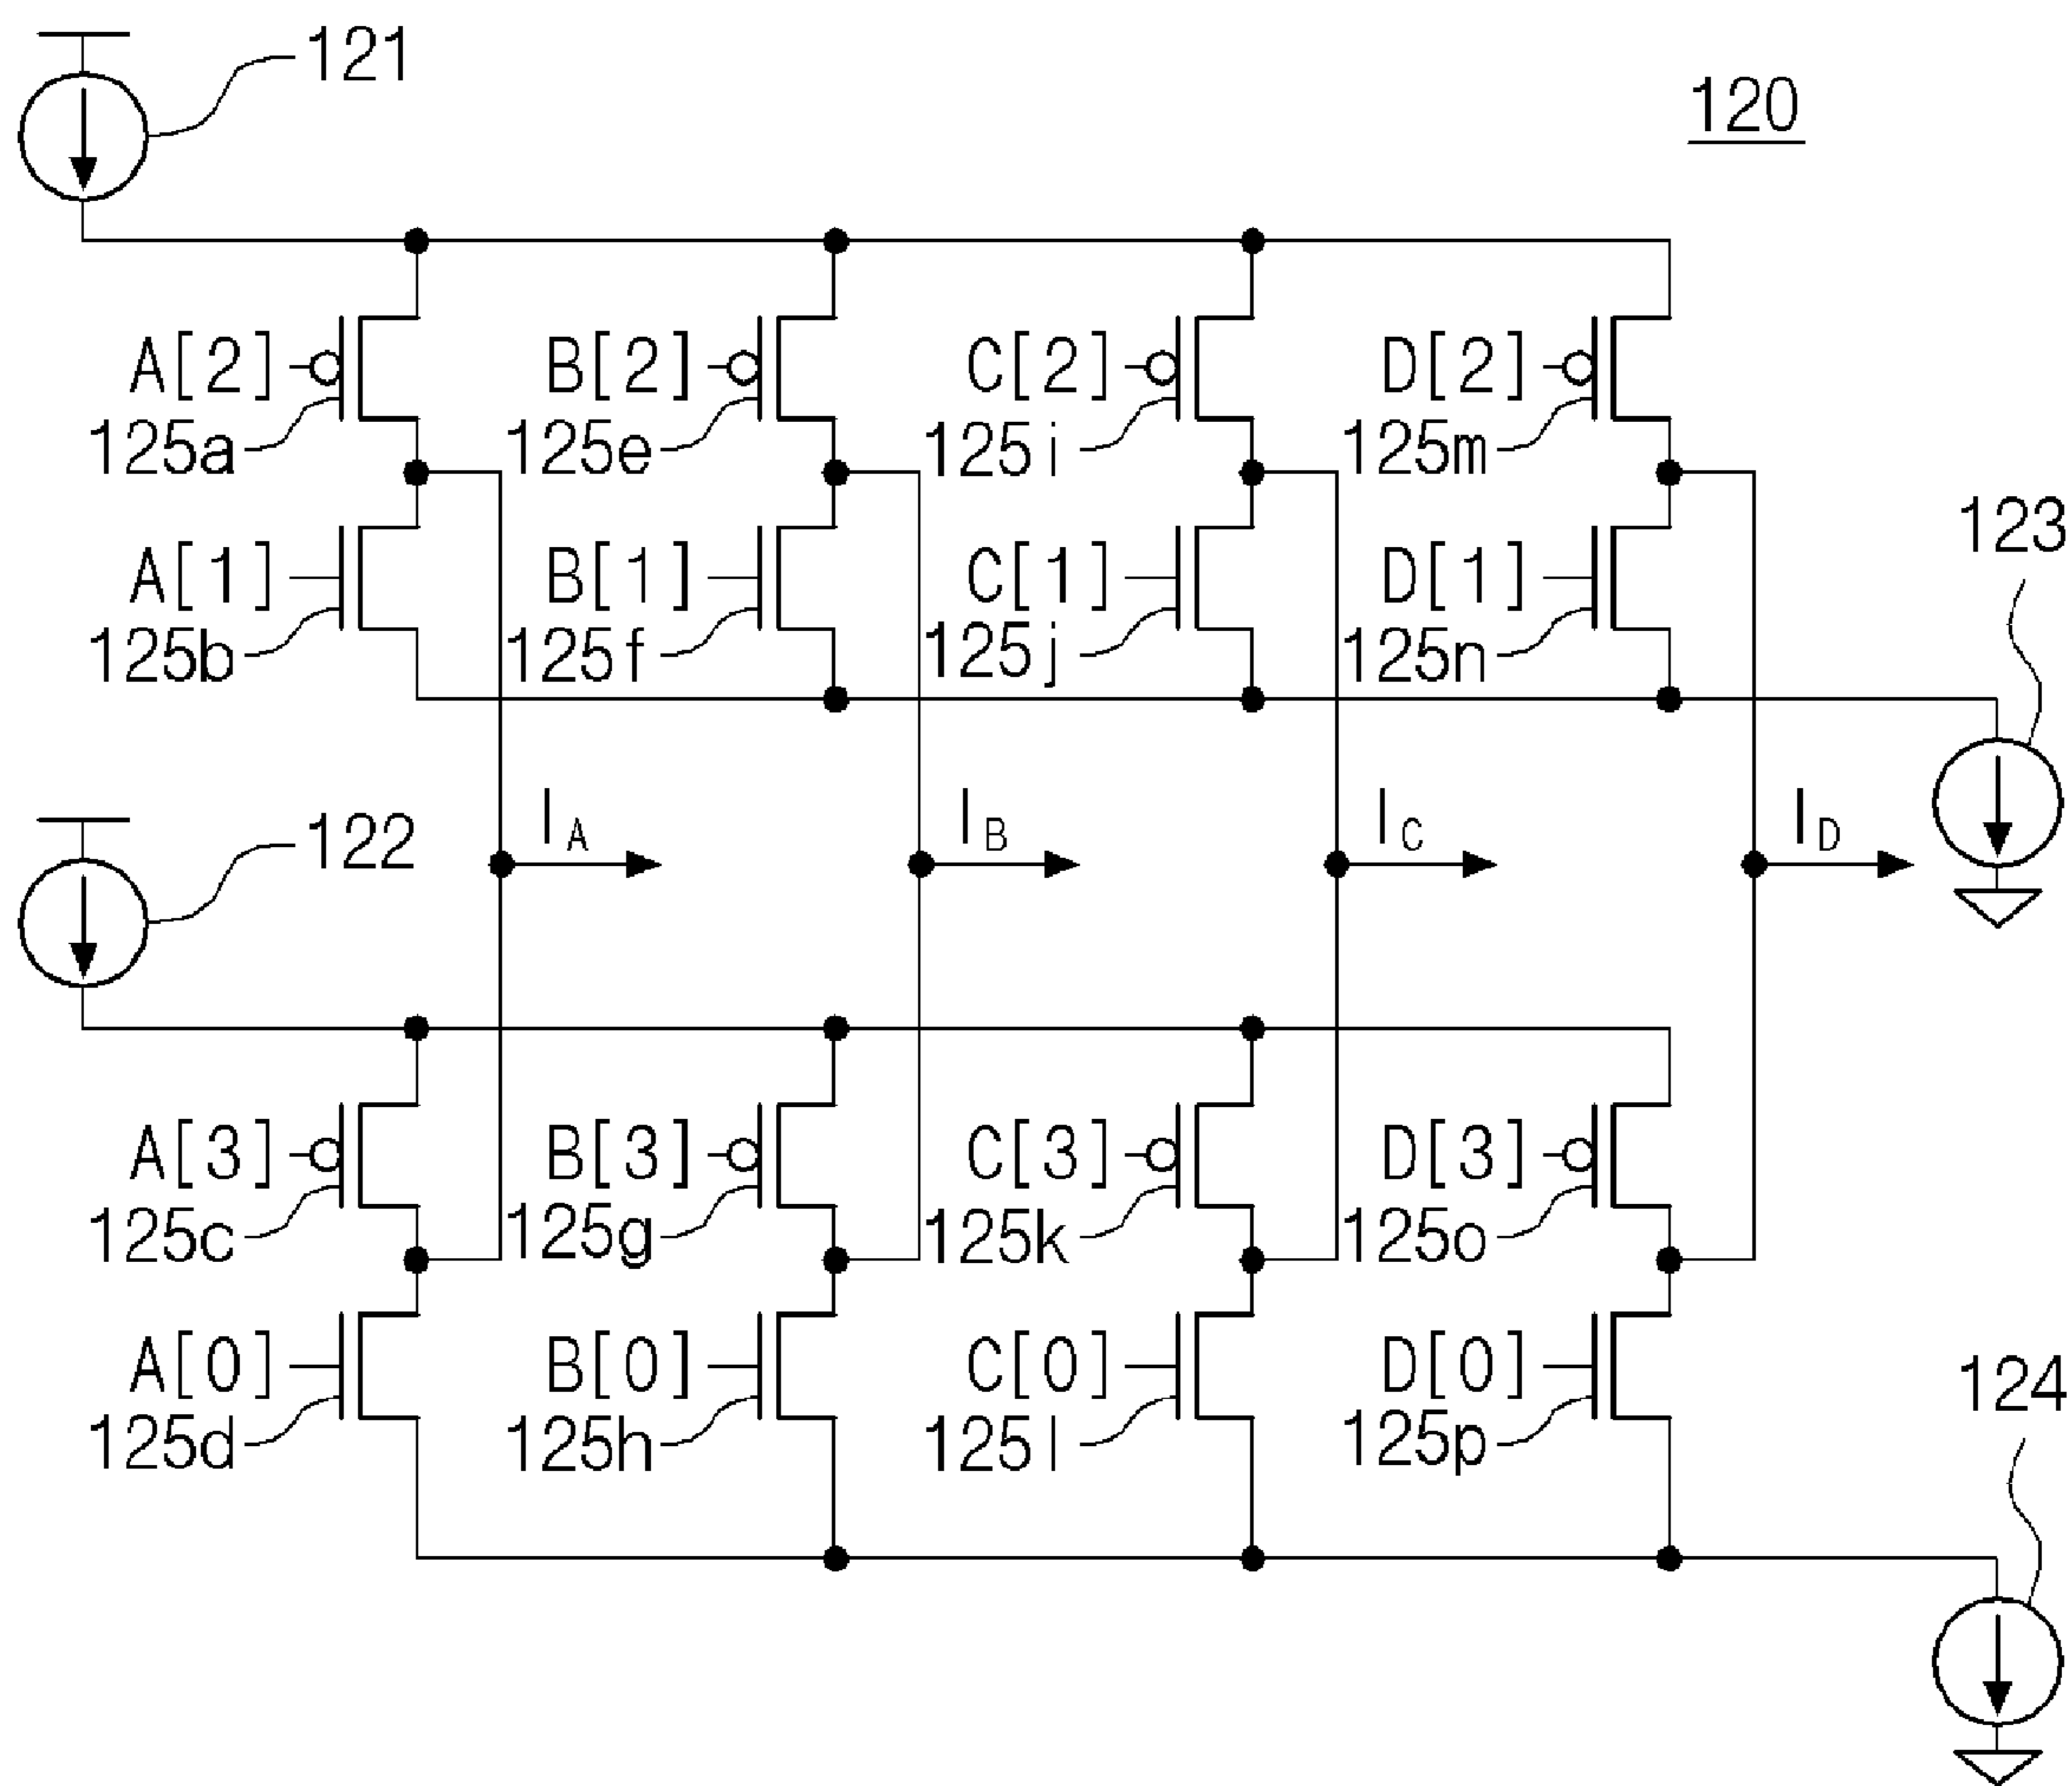 121
120
A[2] B[2] C[2] D[2]
125a 125e 125i 125m
123
A[1] B[1] C[1] D[1]
125b 125f 125j 125n
122 IA IB IC ID
A[3] B[3] C[3] D[3]
125c 125g 125k 125o
A[0] B[0] C[0] D[0]
124
125d 125h 125l 125p